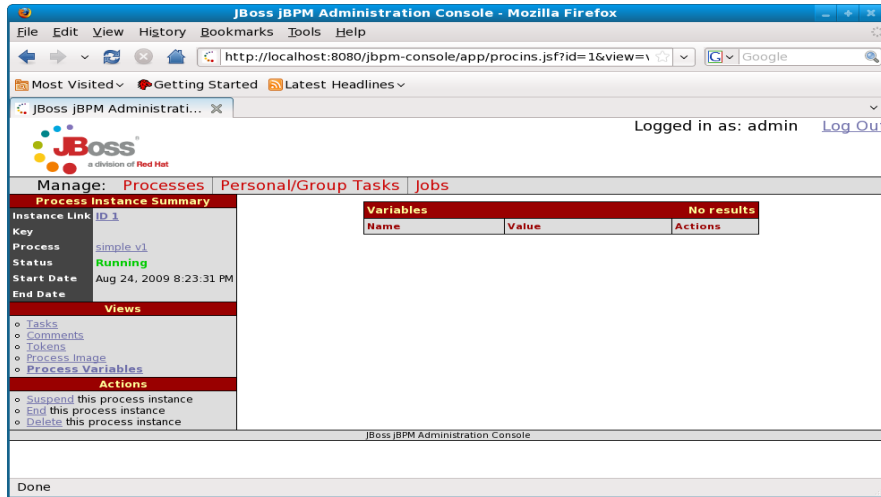 JBoss jBPM Administration Console - Mozilla Firefox
File Edit View History Bookmarks Tools Help
http://localhost:8080/jbpm-console/app/procins.jsf?id=1&view=
G Google
Most Visited Getting Started Latest Headlines
JBoss jBPM Administrati...
Logged in as: admin Log Ou
JBoss
a division of Red Hat
Manage: Processes Personal/Group Tasks Jobs
Process Instance Summary
Instance Link ID 1
Key
Process simple v1
Status Running
Start Date Aug 24, 2009 8:23:31 PM
End Date
Views
Tasks
Comments
Tokens
Process Image
Process Variables
Actions
Suspend this process instance
End this process instance
Delete this process instance
Variables No results
Name Value Actions
JBoss jBPM Administration Console
Done